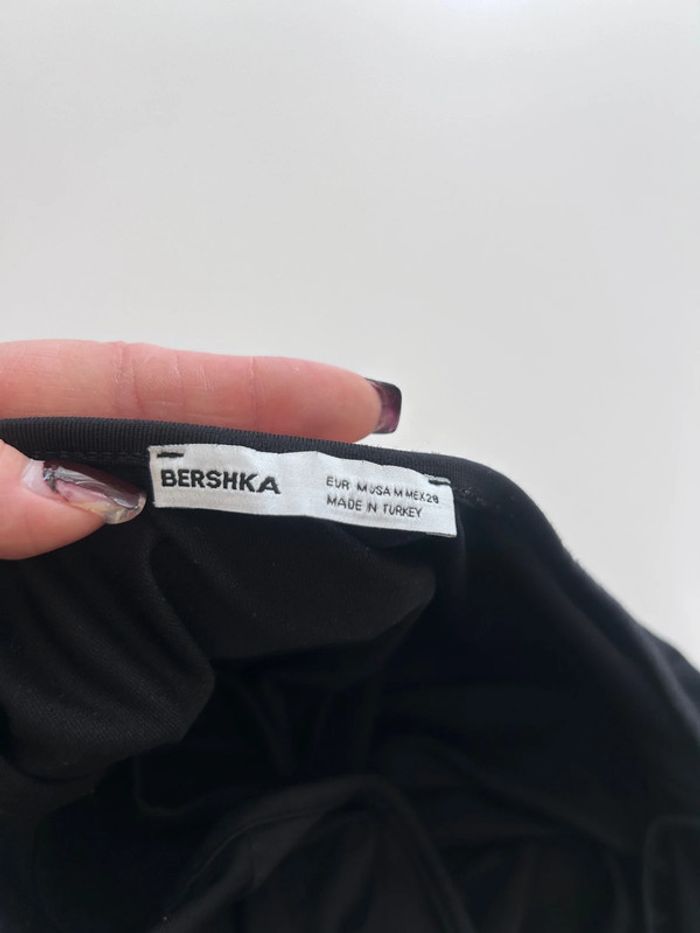 BERSHKA
EUR M USA M MEX 28
MADE IN TURKEY